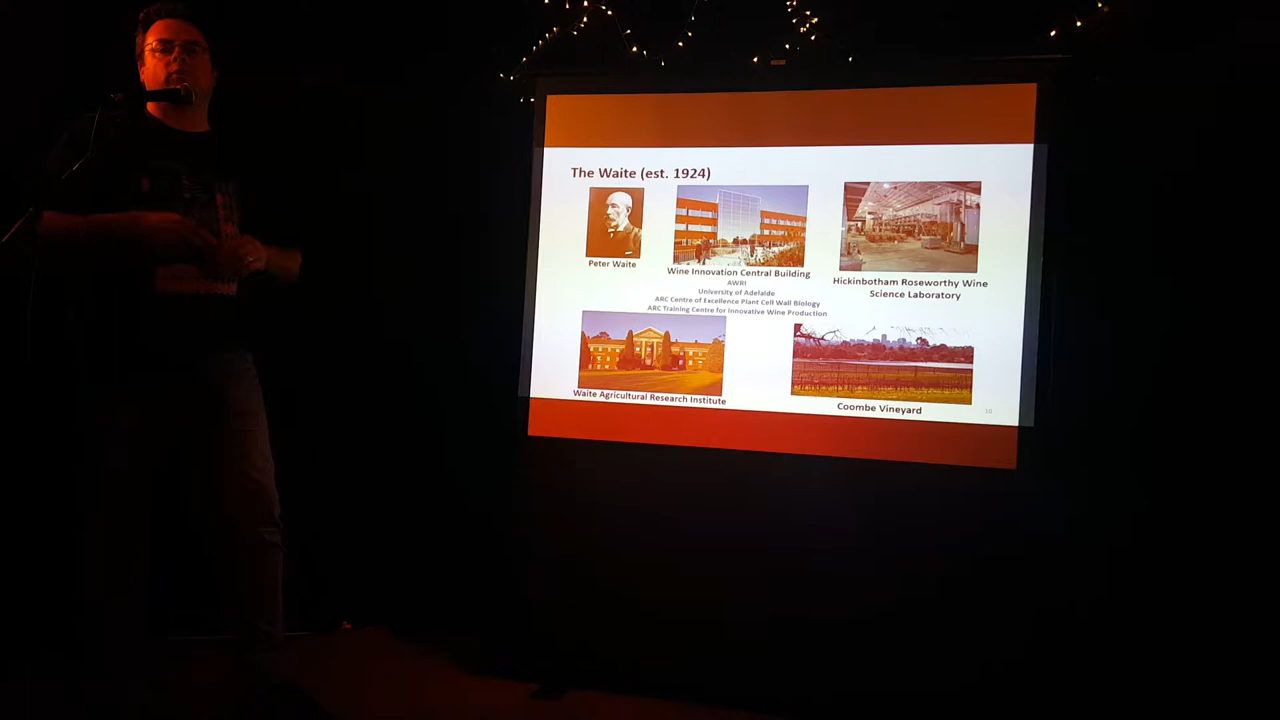 The Waite (est. 1924)
Peter Waite
Wine Innovation Central Building
AWRI
University of Adelaide
ARC Centre of Excellence Plant Cell Wall Biology
ARC Training Centre for Innovative Wine Production
Hickinbotham Roseworthy Wine
Science Laboratory
Waite Agricultural Research Institute
Coombe Vineyard